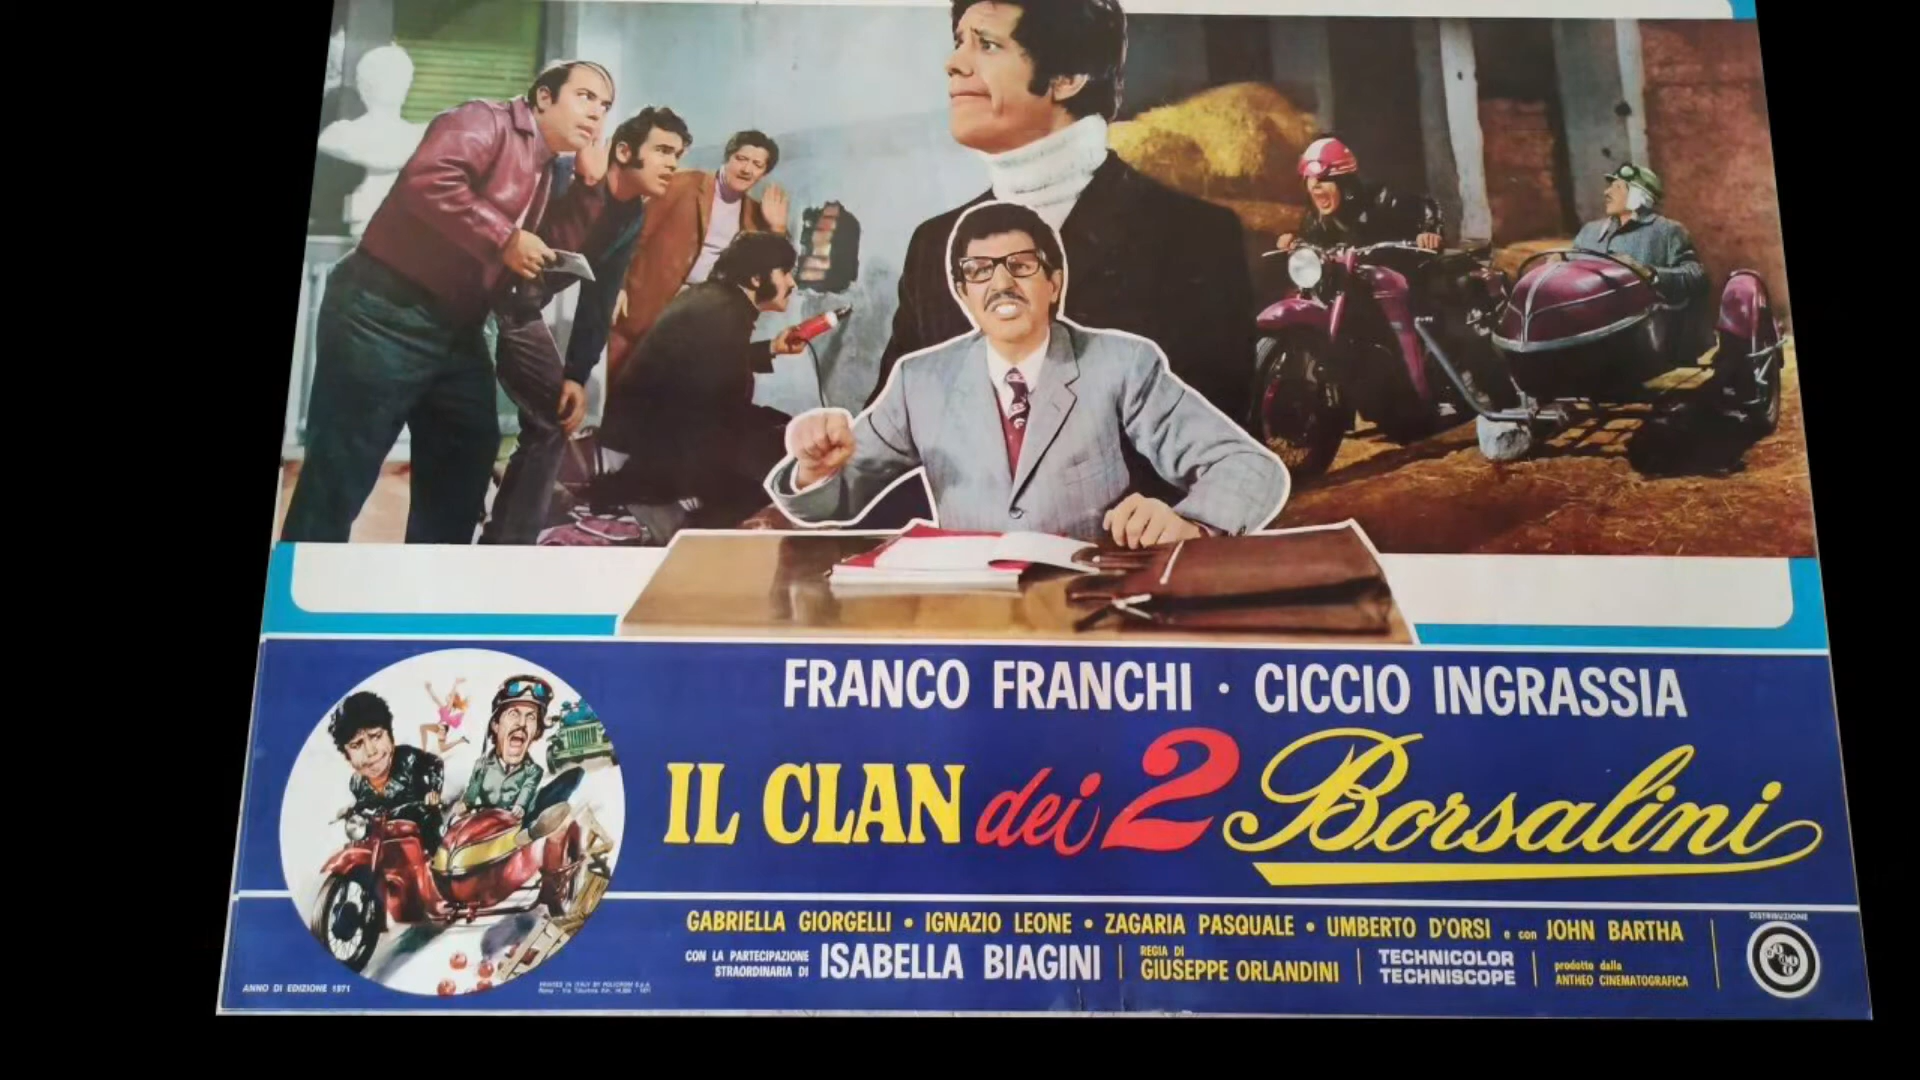 FRANCO FRANCHI · CICCIO INGRASSIA
IL CLAN dei 2 Borsalini
GABRIELLA GIORGELLI • IGNAZIO LEONE • ZAGARIA PASQUALE • UMBERTO D'ORSI e con JOHN BARTHA
CON LA PARTECIPAZIONE
STRAORDINARIA DI
ISABELLA BIAGINI
REGIA DI
GIUSEPPE ORLANDINI
TECHNICOLOR
TECHNISCOPE
prodotto dalla
ANTHEO CINEMATOGRAFICA
DISTRIBUZIONE
ANNO DI EDIZIONE 1971
PRINTED IN ITALY BY